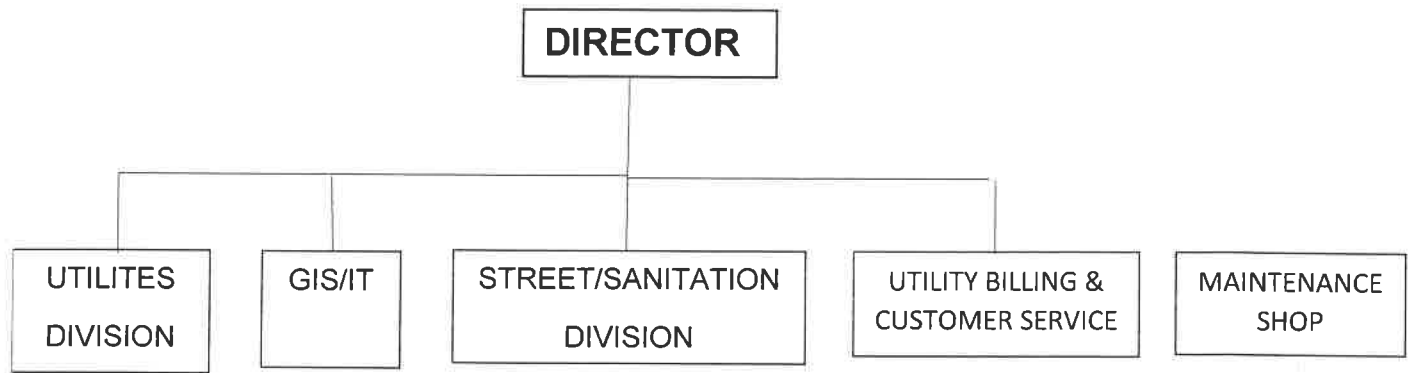 DIRECTOR
UTILITES
DIVISION
GIS/IT
STREET/SANITATION
DIVISION
UTILITY BILLING &
CUSTOMER SERVICE
MAINTENANCE
SHOP